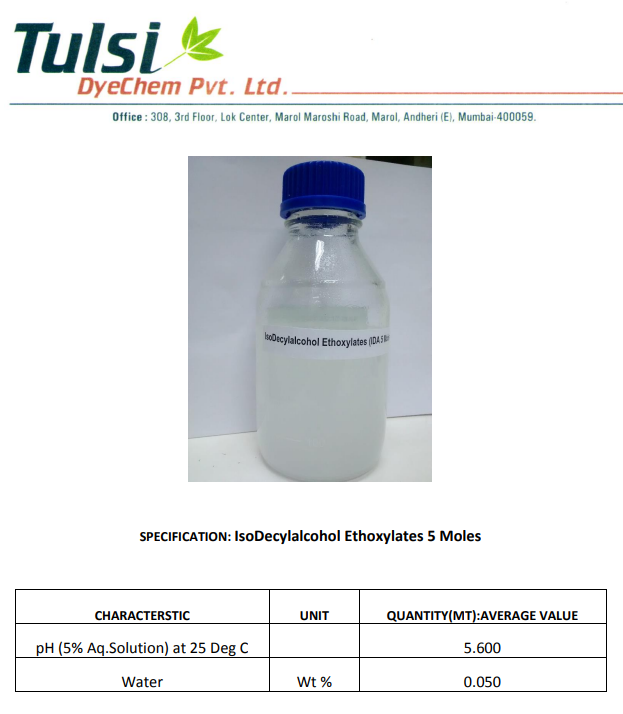 Tulsi
DyeChem Pvt. Ltd.
Office : 308, 3rd Floor, Lok Center, Marol Maroshi Road, Marol, Andheri (E), Mumbai-400059.
IsoDecylalcohol Ethoxylates (IDA 5
SPECIFICATION: IsoDecylalcohol Ethoxylates 5 Moles
CHARACTERSTIC UNIT QUANTITY(MT):AVERAGE VALUE
pH (5% Aq.Solution) at 25 Deg C 5.600
Water Wt % 0.050